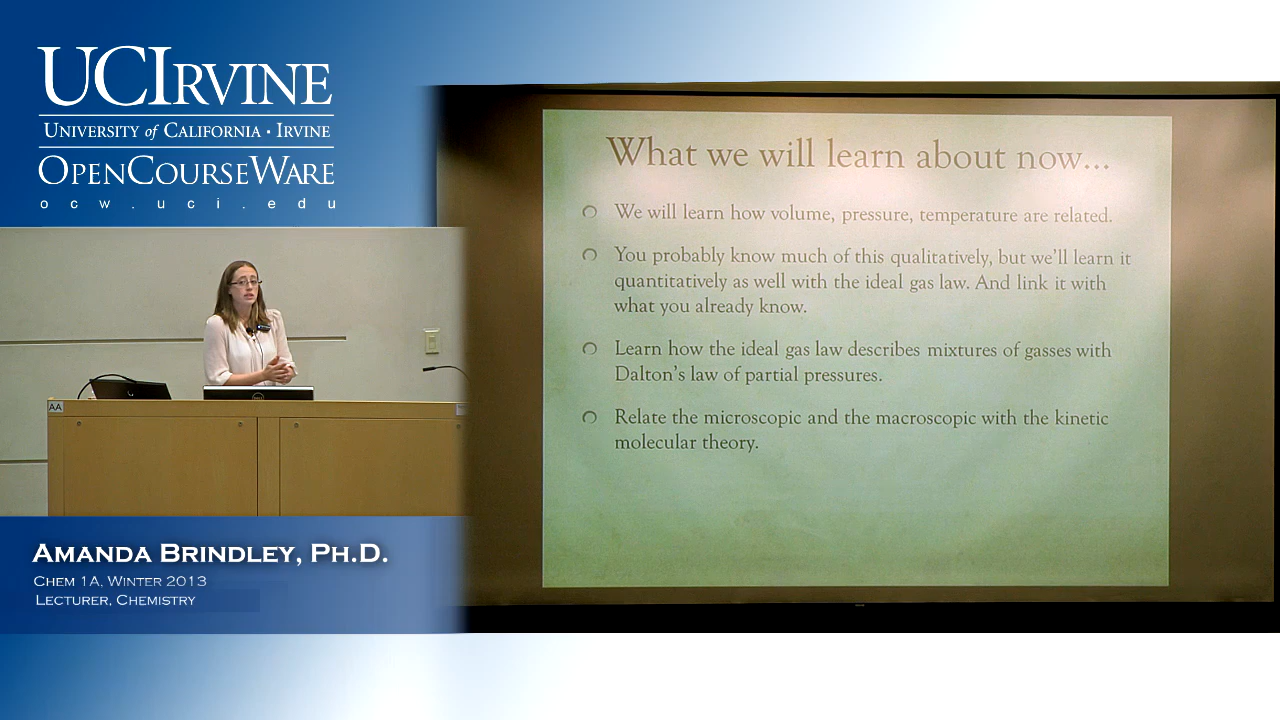 UCIRVINE
UNIVERSITY of CALIFORNIA · IRVINE
OPENCOURSEWARE
ocw.uci.edu
What we will learn about now...
We will learn how volume, pressure, temperature are related.
You probably know much of this qualitatively, but we'll learn it
quantitatively as well with the ideal gas law. And link it with
what you already know.
Learn how the ideal gas law describes mixtures of gasses with
Dalton's law of partial pressures.
Relate the microscopic and the macroscopic with the kinetic
molecular theory.
AA
DELL
AMANDA BRINDLEY, PH.D.
CHEM 1A, WINTER 2013
LECTURER, CHEMISTRY